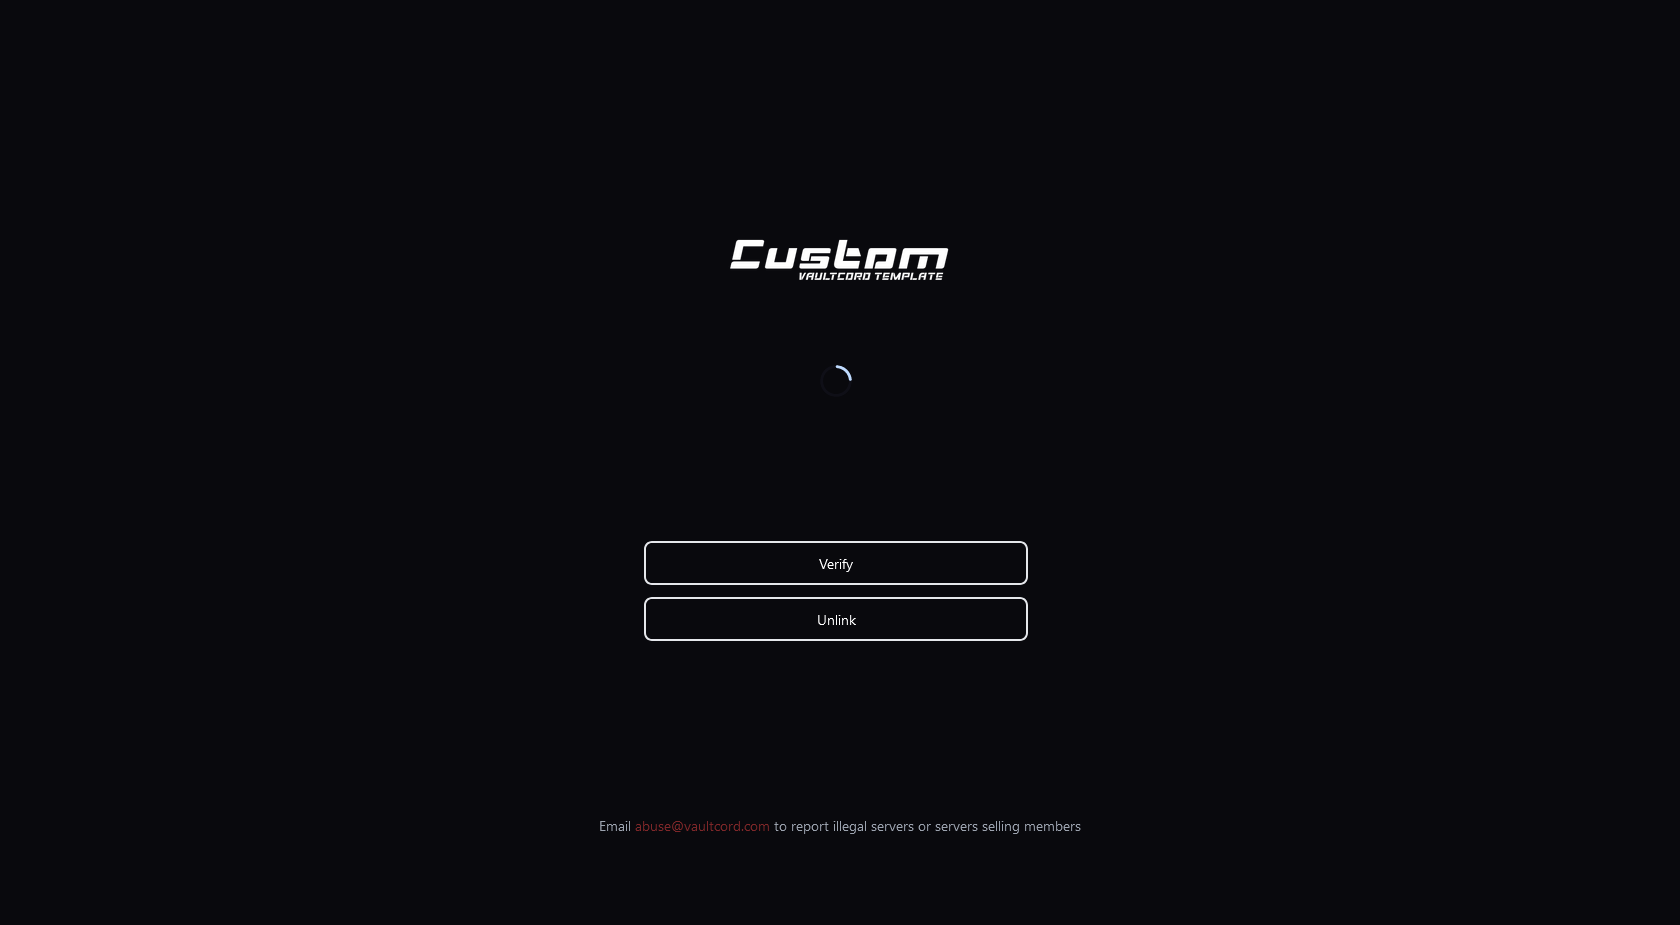 Custom
VAULTCORD TEMPLATE
Verify
Unlink
Email abuse@vaultcord.com to report illegal servers or servers selling members